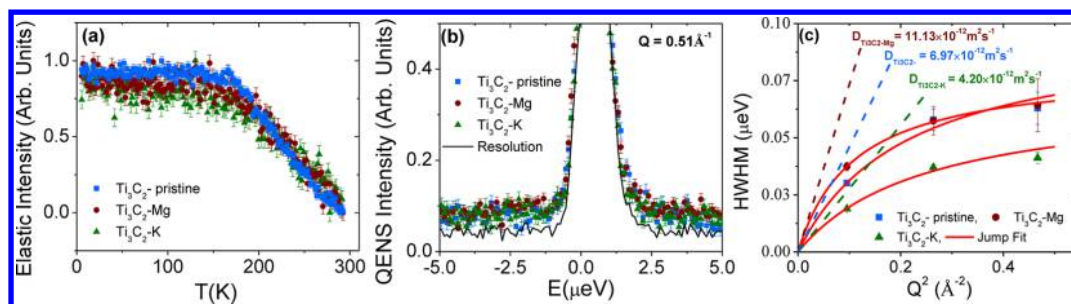 (a)
Elastic Intensity (Arb. Units)
1.0
0.5
0.0
Ti₃C₂- pristine
Ti₃C₂-Mg
Ti₃C₂-K
0 100 200 300
T(K)
(b)
Q = 0.51Å⁻¹
QENS Intensity (Arb. Units)
0.4
0.2
0.0
Ti₃C₂- pristine
Ti₃C₂-Mg
Ti₃C₂-K
Resolution
-5.0 -2.5 0.0 2.5 5.0
E(μeV)
(c)
D Ti3C2-Mg = 11.13×10⁻¹²m²s⁻¹
D Ti3C2- = 6.97×10⁻¹²m²s⁻¹
D Ti3C2-K = 4.20×10⁻¹²m²s⁻¹
HWHM (μeV)
0.10
0.07
0.03
0.00
Ti₃C₂- pristine, Ti₃C₂-Mg
Ti₃C₂-K, Jump Fit
0.0 0.2 0.4
Q² (Å⁻²)